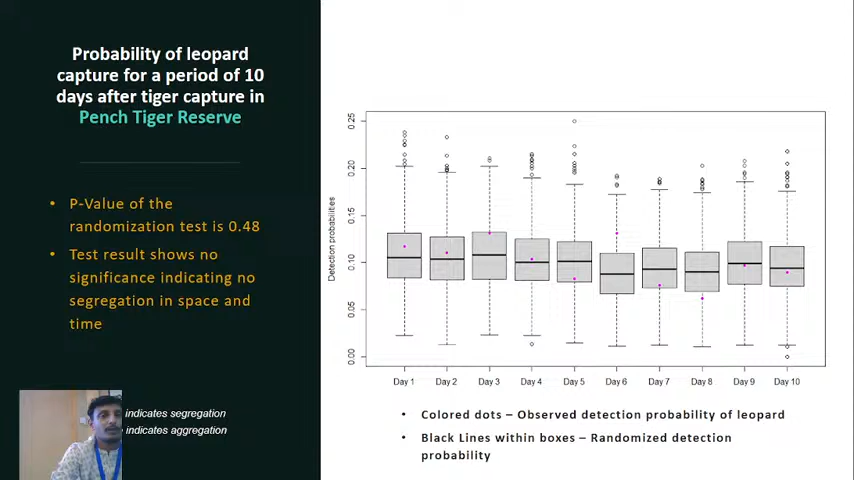 Probability of leopard
capture for a period of 10
days after tiger capture in
Pench Tiger Reserve
• P-Value of the
randomization test is 0.48
• Test result shows no
significance indicating no
segregation in space and
time
indicates segregation
indicates aggregation
Detection probabilities
0.25
0.20
0.15
0.10
0.05
0.00
Day 1 Day 2 Day 3 Day 4 Day 5 Day 6 Day 7 Day 8 Day 9 Day 10
• Colored dots – Observed detection probability of leopard
• Black Lines within boxes – Randomized detection
probability